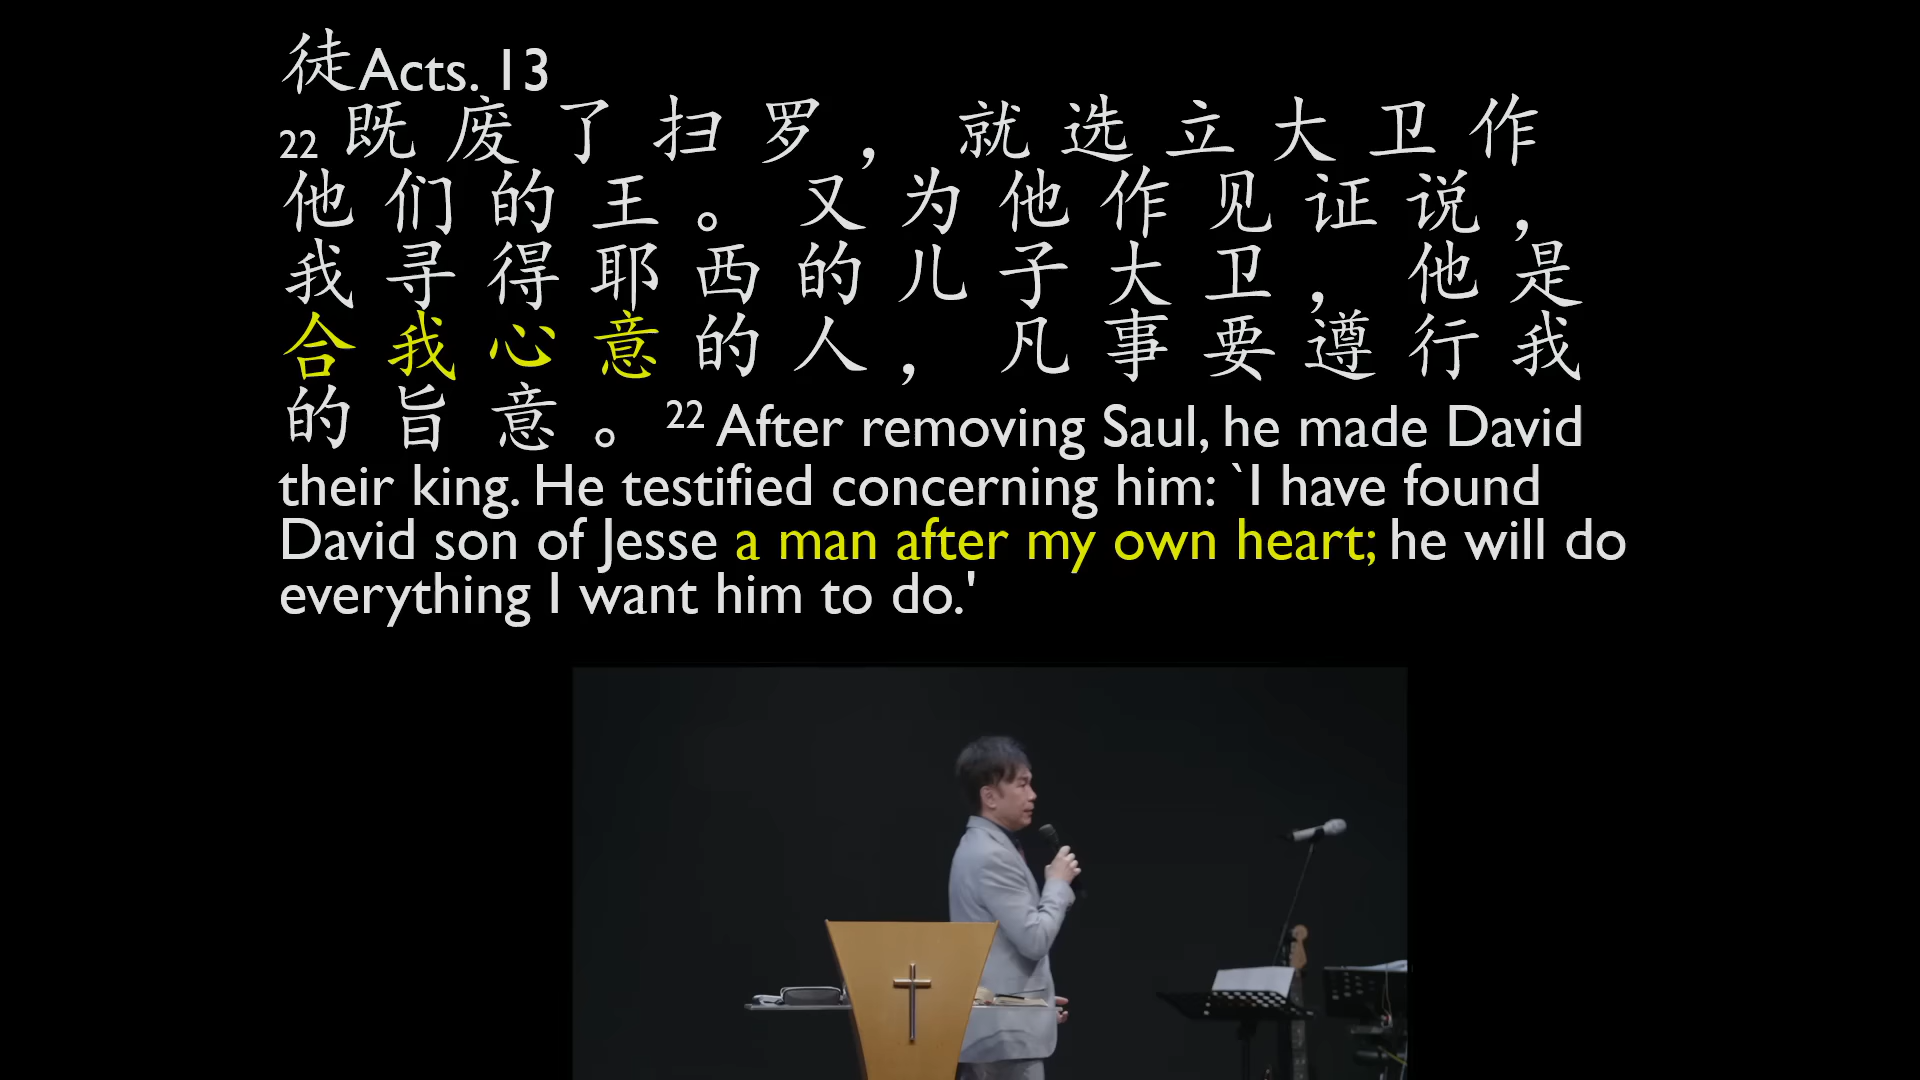 徒Acts. 13
22 既废了扫罗，就选立大卫作
他们的王。又为他作见证说，
我寻得耶西的儿子大卫，他是
合我心意的人，凡事要遵行我
的旨意。22 After removing Saul, he made David
their king. He testified concerning him: `I have found
David son of Jesse a man after my own heart; he will do
everything I want him to do.'